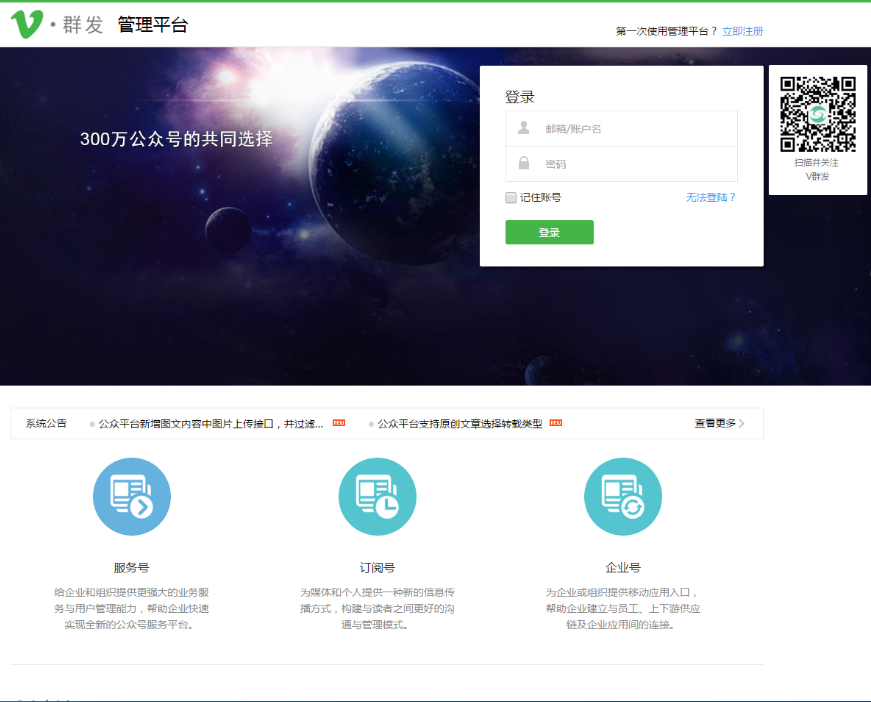 V·群发 管理平台
第一次使用管理平台？ 立即注册
300万公众号的共同选择
登录
邮箱/账户名
密码
记住账号 无法登陆？
登录
扫描并关注
V群发
系统公告 公众平台新增图文内容中图片上传接口，并过滤... 公众平台支持原创文章选择转载类型 查看更多
服务号
给企业和组织提供更强大的业务服
务与用户管理能力，帮助企业快速
实现全新的公众号服务平台。
订阅号
为媒体和个人提供一种新的信息传
播方式，构建与读者之间更好的沟
通与管理模式。
企业号
为企业或组织提供移动应用入口，
帮助企业建立与员工、上下游供应
链及企业应用间的连接。